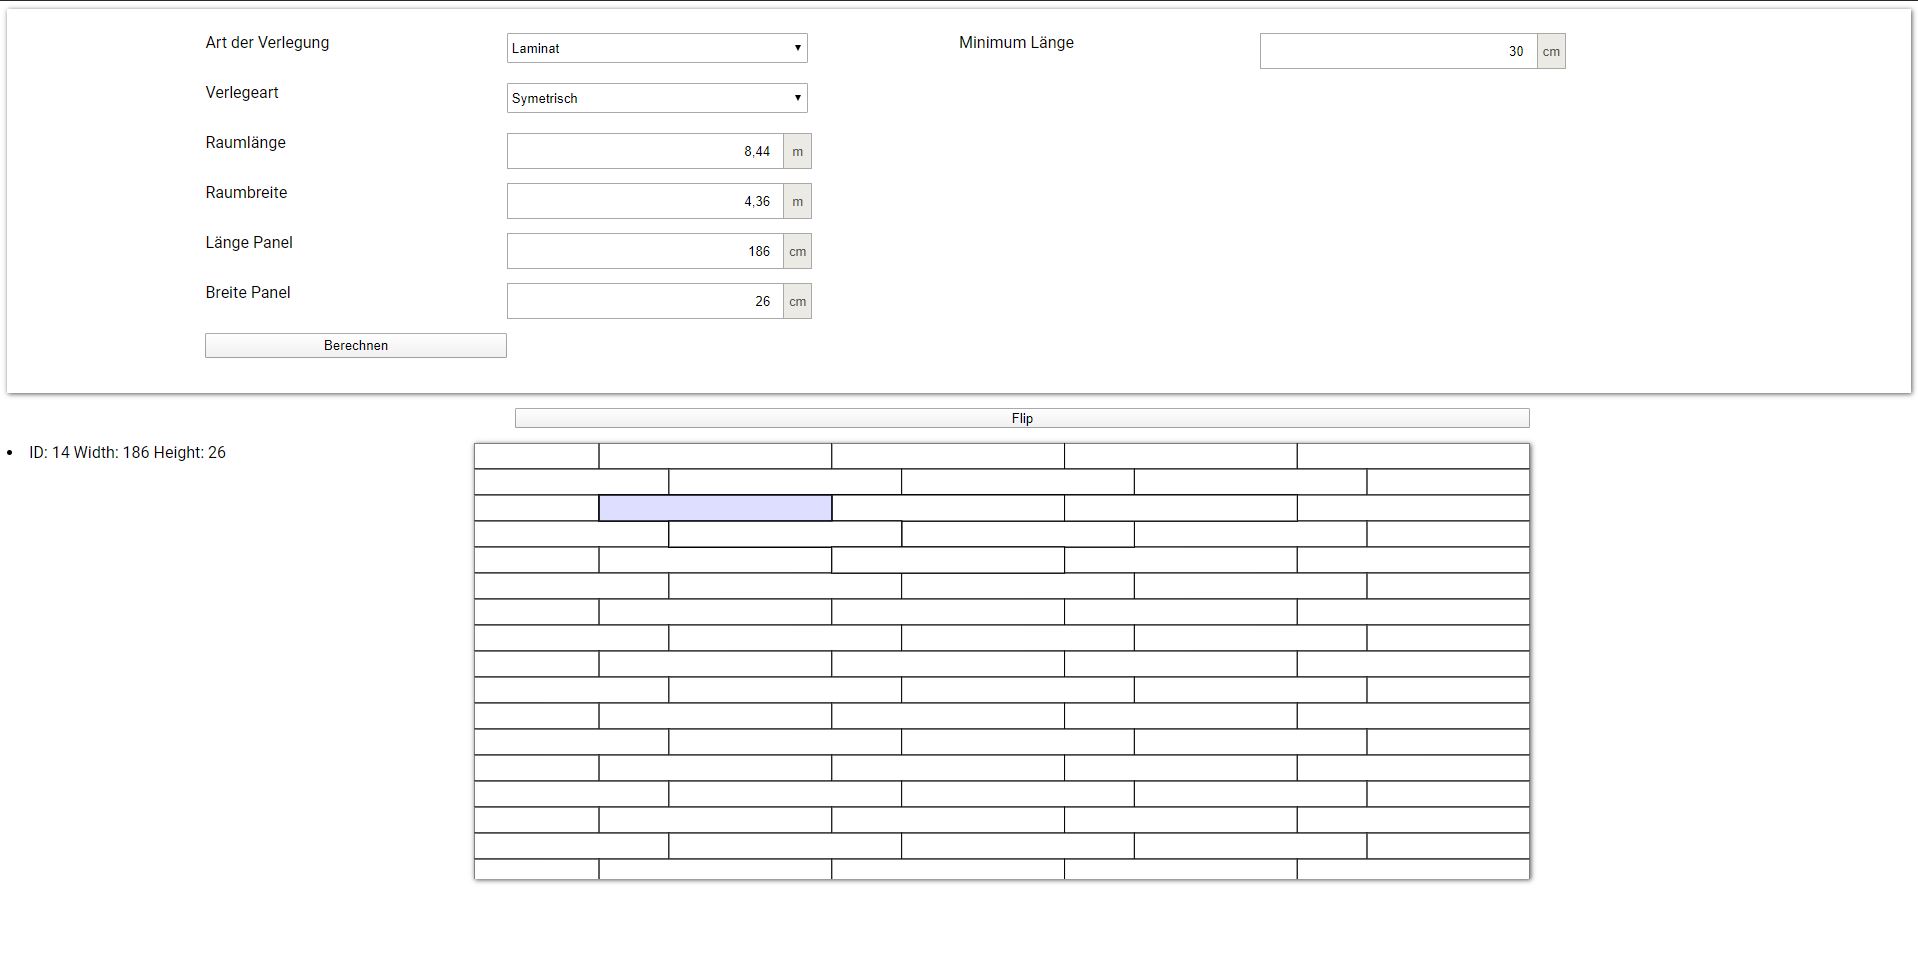 Art der Verlegung Laminat Minimum Länge 30 cm
Verlegeart Symetrisch
Raumlänge 8,44 m
Raumbreite 4,36 m
Länge Panel 186 cm
Breite Panel 26 cm
Berechnen
Flip
• ID: 14 Width: 186 Height: 26